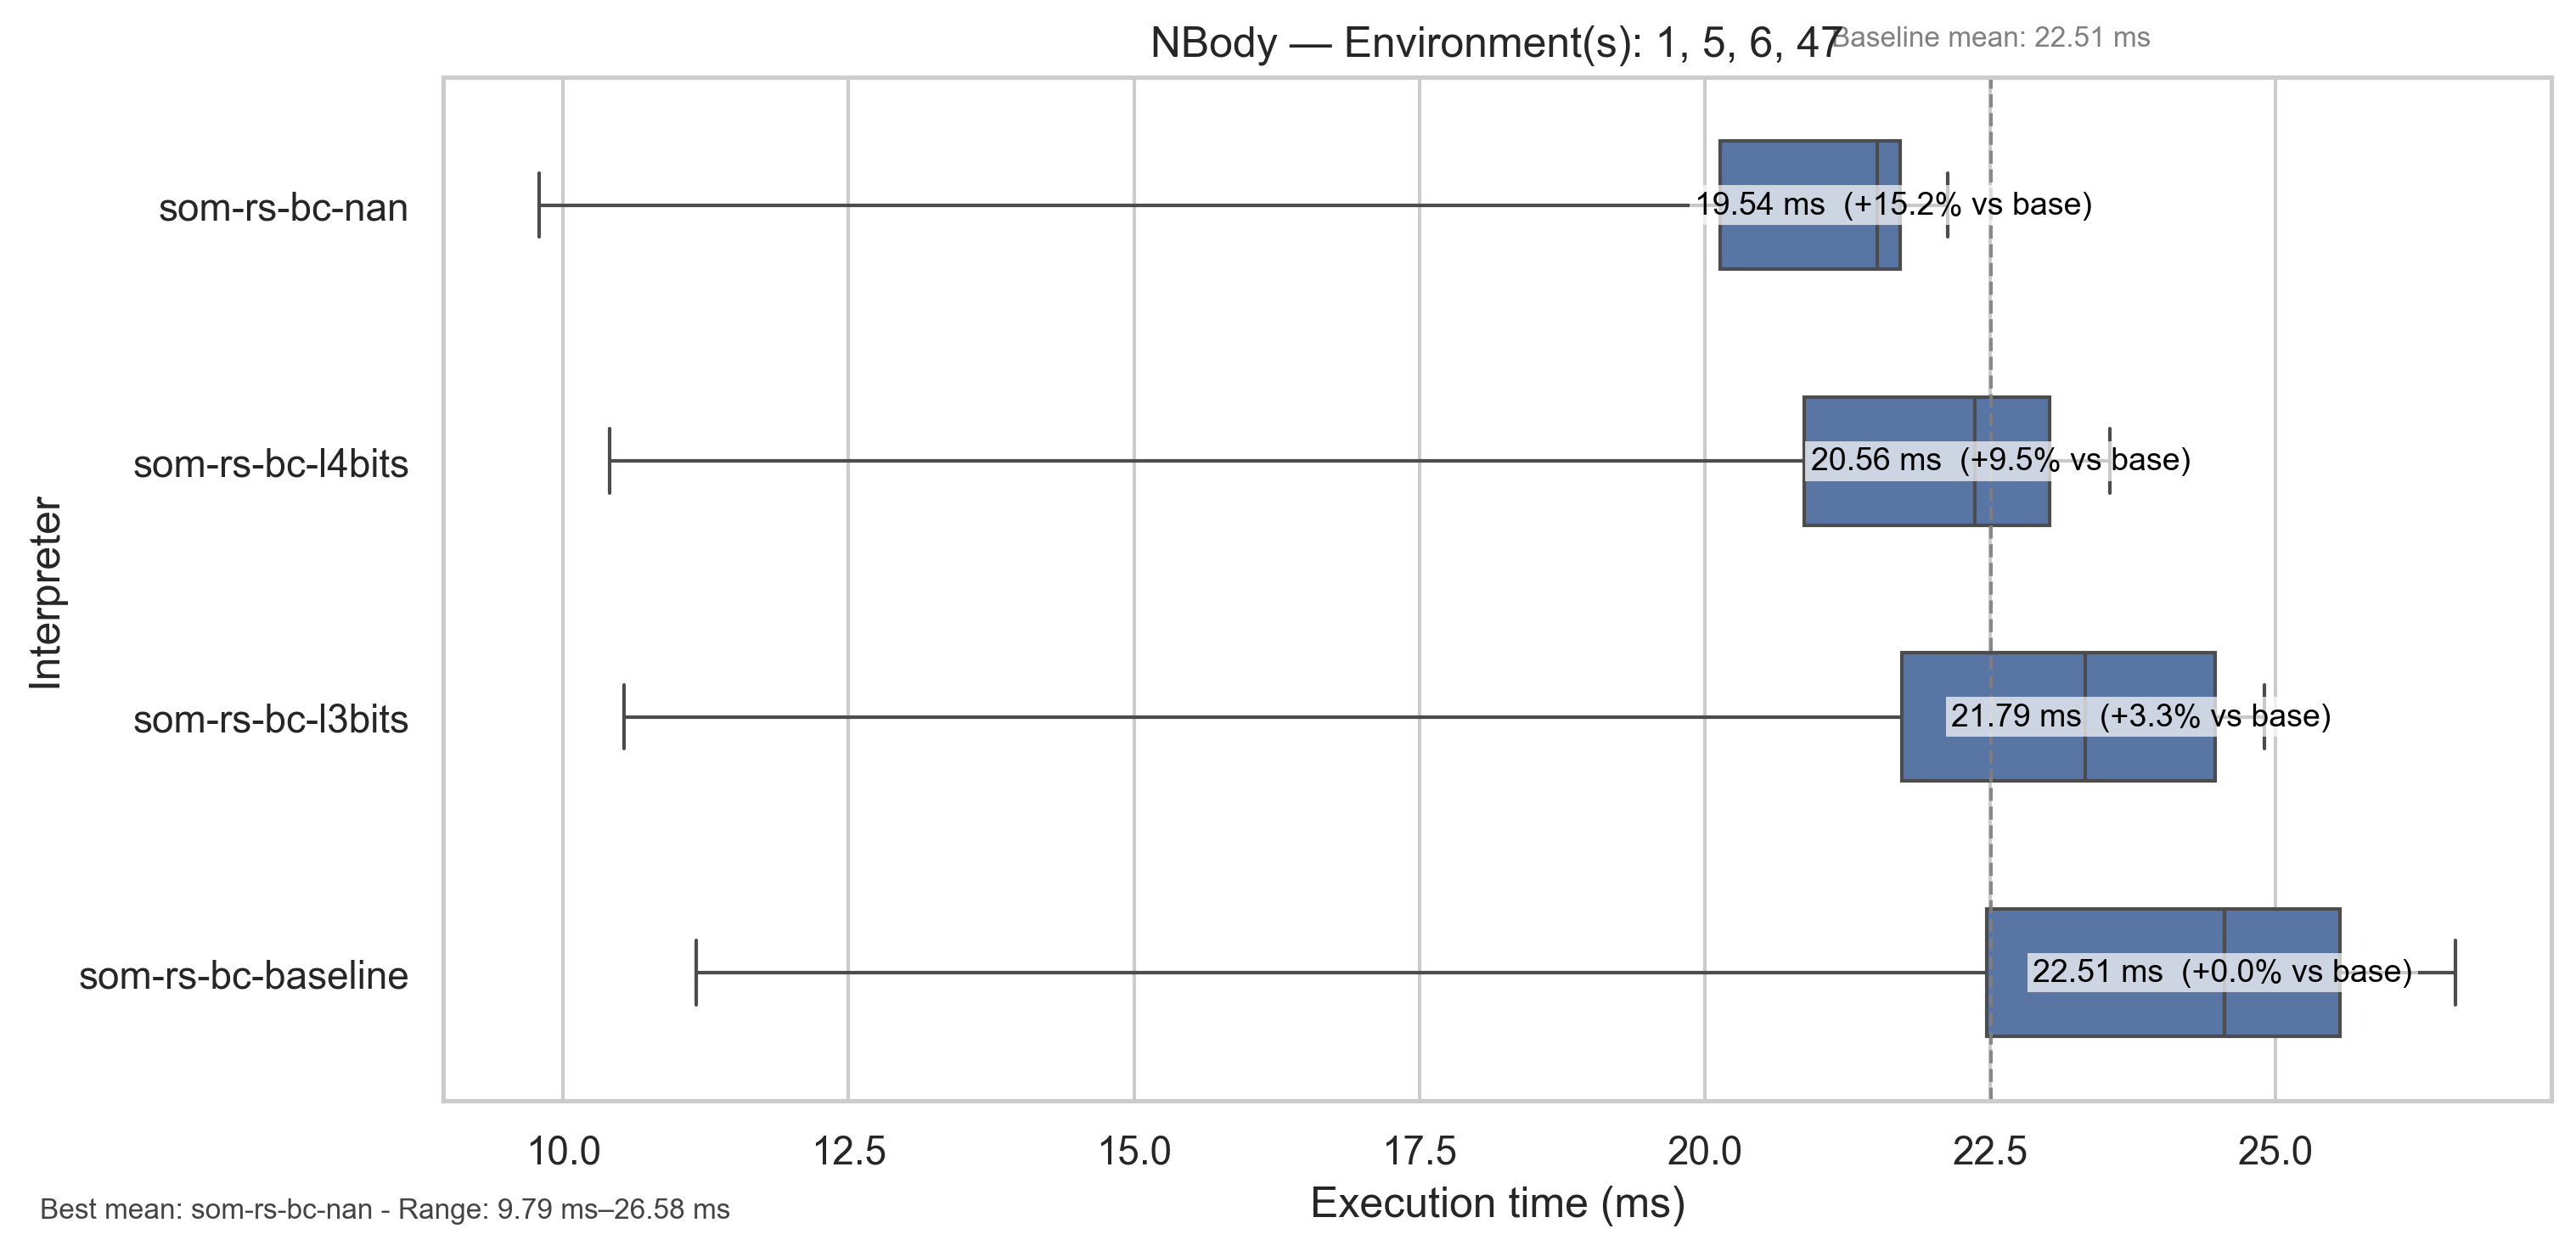 NBody — Environment(s): 1, 5, 6, 47
Baseline mean: 22.51 ms
Interpreter
som-rs-bc-nan
19.54 ms (+15.2% vs base)
som-rs-bc-l4bits
20.56 ms (+9.5% vs base)
som-rs-bc-l3bits
21.79 ms (+3.3% vs base)
som-rs-bc-baseline
22.51 ms (+0.0% vs base)
10.0 12.5 15.0 17.5 20.0 22.5 25.0
Execution time (ms)
Best mean: som-rs-bc-nan - Range: 9.79 ms–26.58 ms